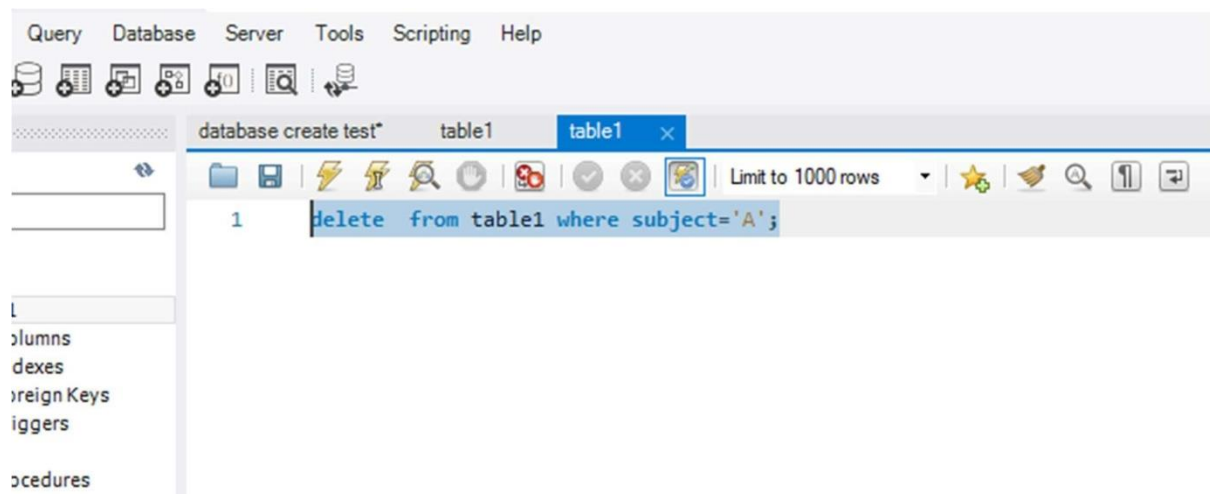 Query Database Server Tools Scripting Help
database create test* table1 table1
Limit to 1000 rows
1 delete from table1 where subject='A';
olumns
dexes
oreign Keys
iggers
ocedures